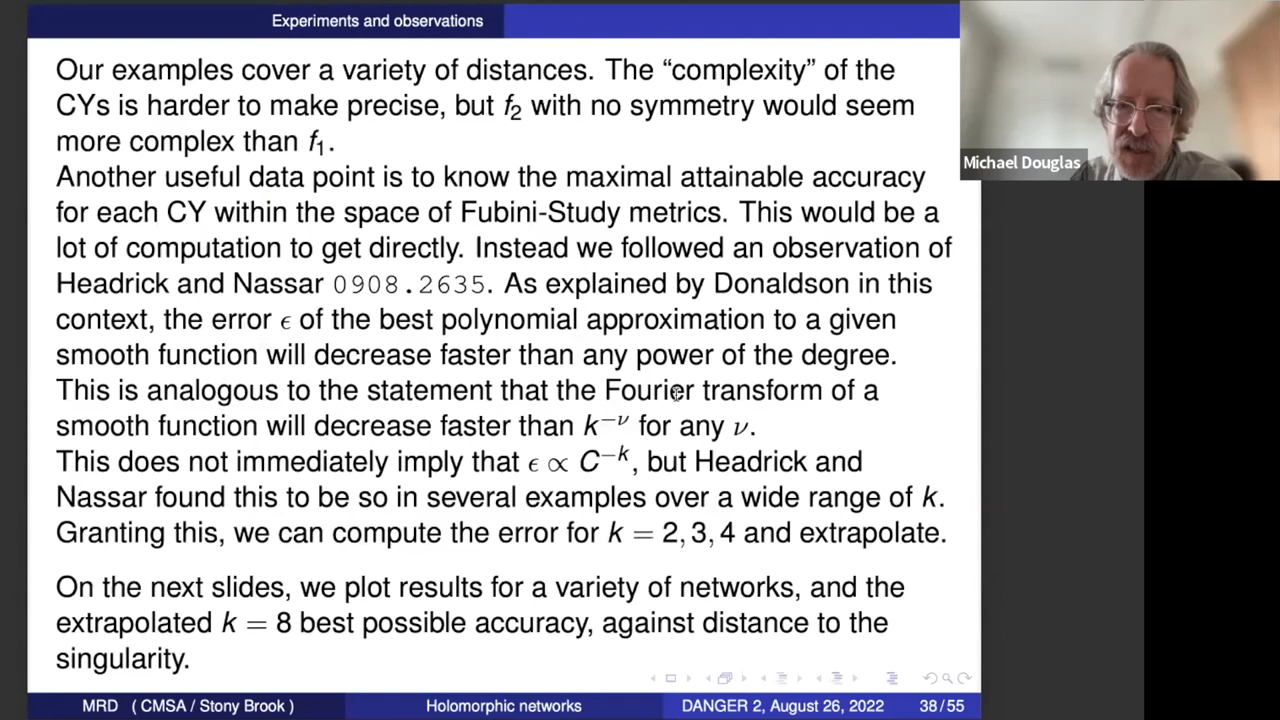 Experiments and observations
Our examples cover a variety of distances. The “complexity” of the
CYs is harder to make precise, but f₂ with no symmetry would seem
more complex than f₁.
Another useful data point is to know the maximal attainable accuracy
for each CY within the space of Fubini-Study metrics. This would be a
lot of computation to get directly. Instead we followed an observation of
Headrick and Nassar 0908.2635. As explained by Donaldson in this
context, the error ϵ of the best polynomial approximation to a given
smooth function will decrease faster than any power of the degree.
This is analogous to the statement that the Fourier transform of a
smooth function will decrease faster than k^{−ν} for any ν.
This does not immediately imply that ϵ ∝ C^{−k}, but Headrick and
Nassar found this to be so in several examples over a wide range of k.
Granting this, we can compute the error for k = 2, 3, 4 and extrapolate.
On the next slides, we plot results for a variety of networks, and the
extrapolated k = 8 best possible accuracy, against distance to the
singularity.
MRD ( CMSA / Stony Brook ) Holomorphic networks DANGER 2, August 26, 2022 38 / 55
Michael Douglas